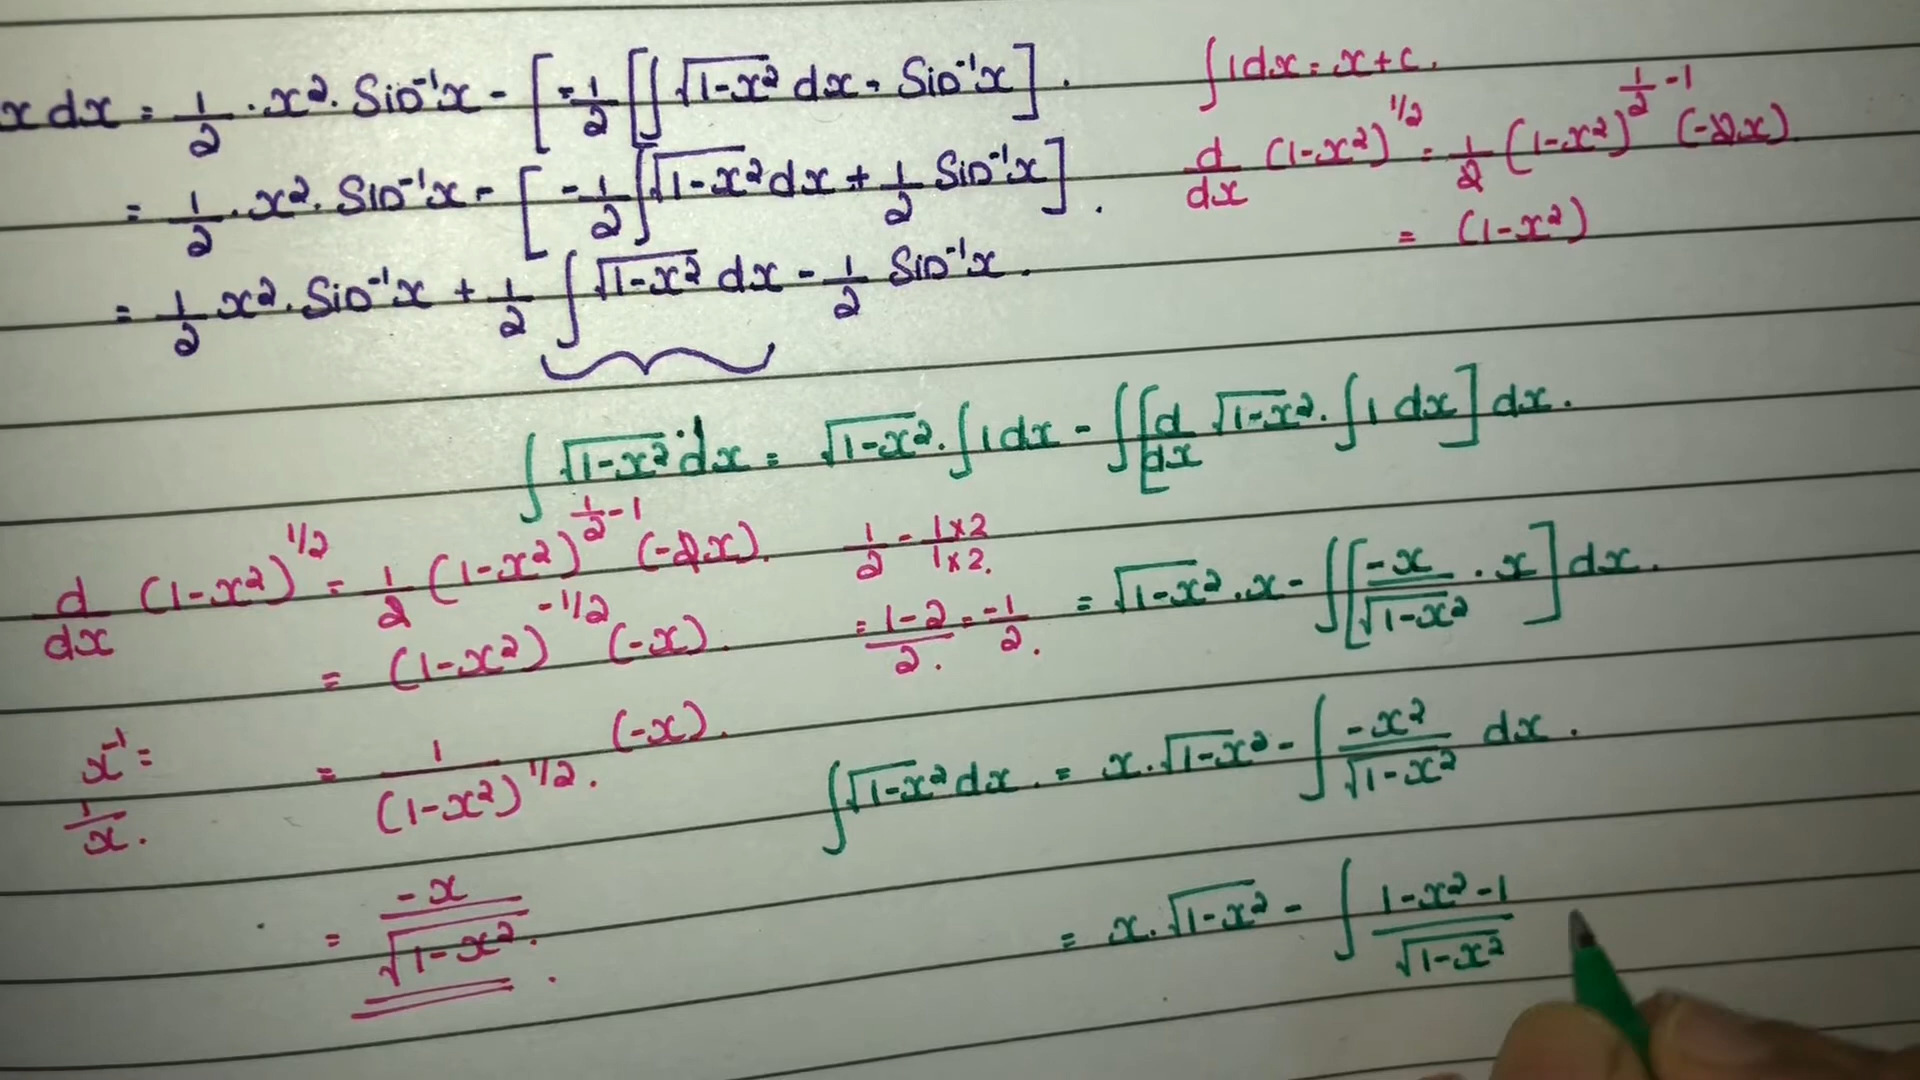 x dx = 1/2 · x². Sin⁻¹x - [-1/2 [∫ √1-x² dx - Sin⁻¹x].
∫1dx = x + c.
= 1/2 · x². Sin⁻¹x - [-1/2 ∫√1-x² dx + 1/2 Sin⁻¹x].
d/dx (1-x²)^1/2 = 1/2 (1-x²)^1/2-1 (-2x).
= (1-x²)
= 1/2 x². Sin⁻¹x + 1/2 ∫ √1-x² dx - 1/2 Sin⁻¹x.
∫ √1-x² · 1 dx = √1-x². ∫1dx - ∫[d/dx √1-x². ∫1 dx] dx.
d/dx (1-x²)^1/2 = 1/2 (1-x²)^1/2-1 (-2x).
1/2 - 1×2/1×2.
= √1-x². x - ∫[-x/√1-x² · x] dx.
= (1-x²)^-1/2 (-x).
= 1-2/2. = -1/2.
x⁻¹ =
1/x.
= 1/(1-x²)^1/2. (-x).
∫√1-x² dx. = x. √1-x² - ∫ -x²/√1-x² dx.
= -x/√1-x².
= x. √1-x² - ∫ 1-x²-1/√1-x²